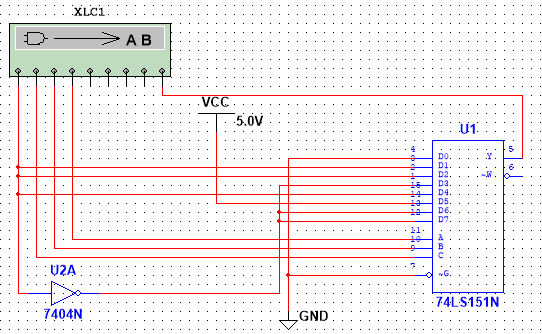 XLC1
A B
VCC
5.0V
U1
4
3
2
1
15
14
13
12
11
10
9
7
D0
D1
D2
D3
D4
D5
D6
D7
A
B
C
~G
Y
~W
5
6
74LS151N
U2A
7404N
GND